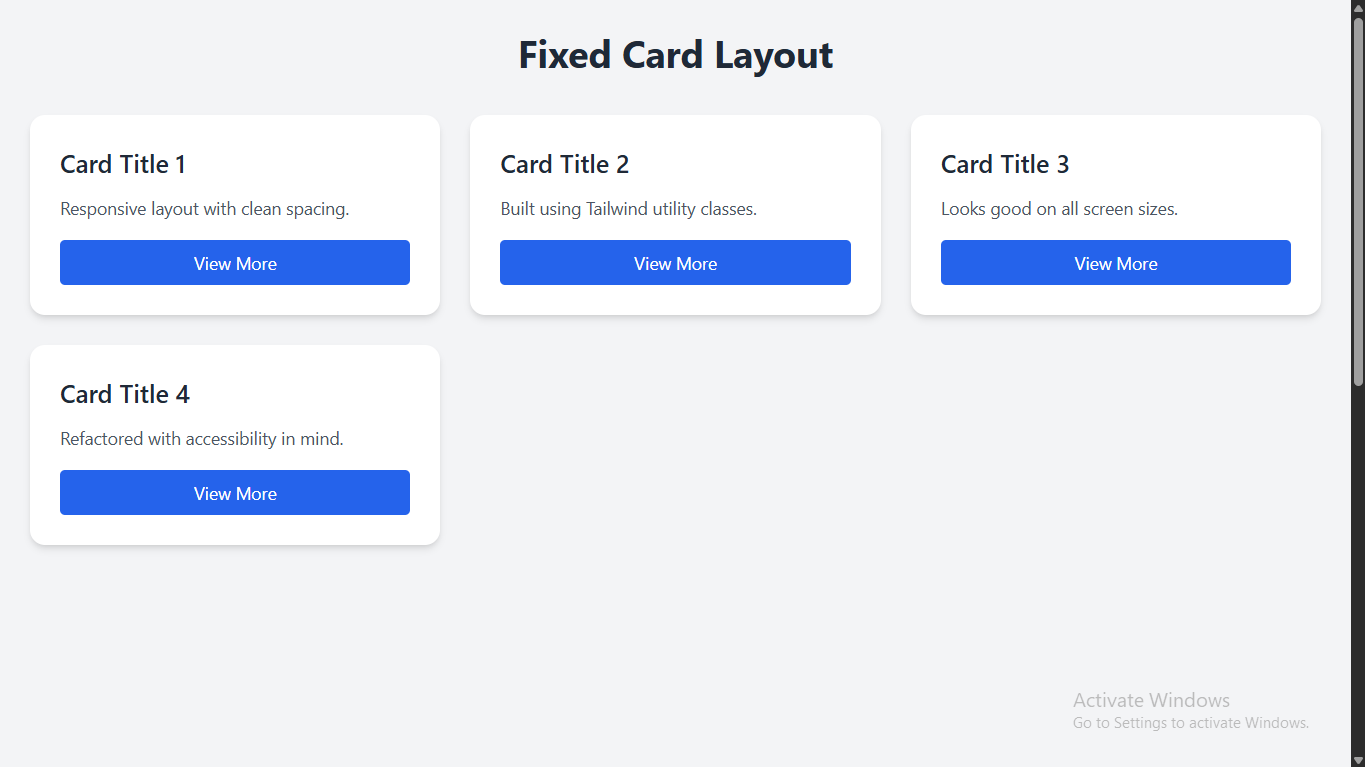 Fixed Card Layout
Card Title 1
Responsive layout with clean spacing.
View More
Card Title 2
Built using Tailwind utility classes.
View More
Card Title 3
Looks good on all screen sizes.
View More
Card Title 4
Refactored with accessibility in mind.
View More
Activate Windows
Go to Settings to activate Windows.